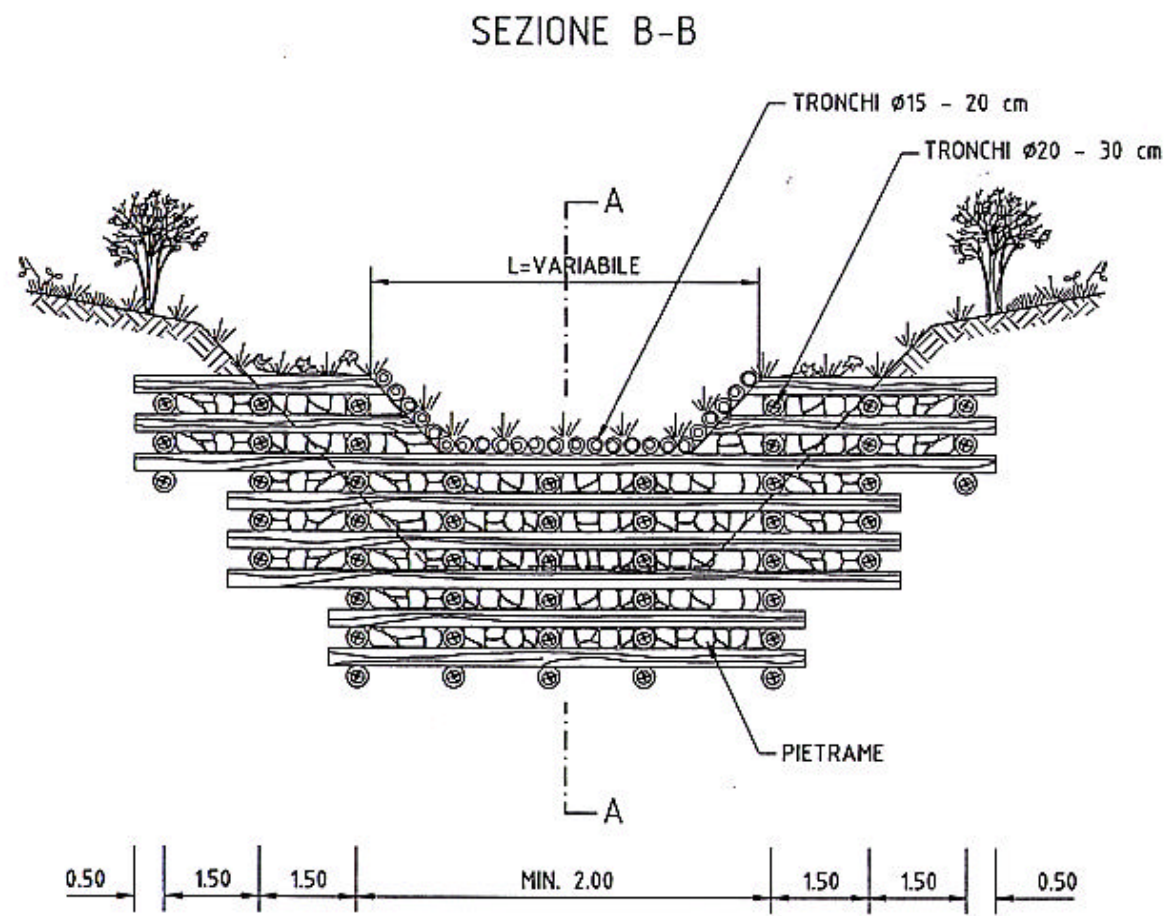 SEZIONE B-B
TRONCHI ø15 - 20 cm
TRONCHI ø20 - 30 cm
A
L=VARIABILE
PIETRAME
A
0.50 1.50 1.50 MIN. 2.00 1.50 1.50 0.50